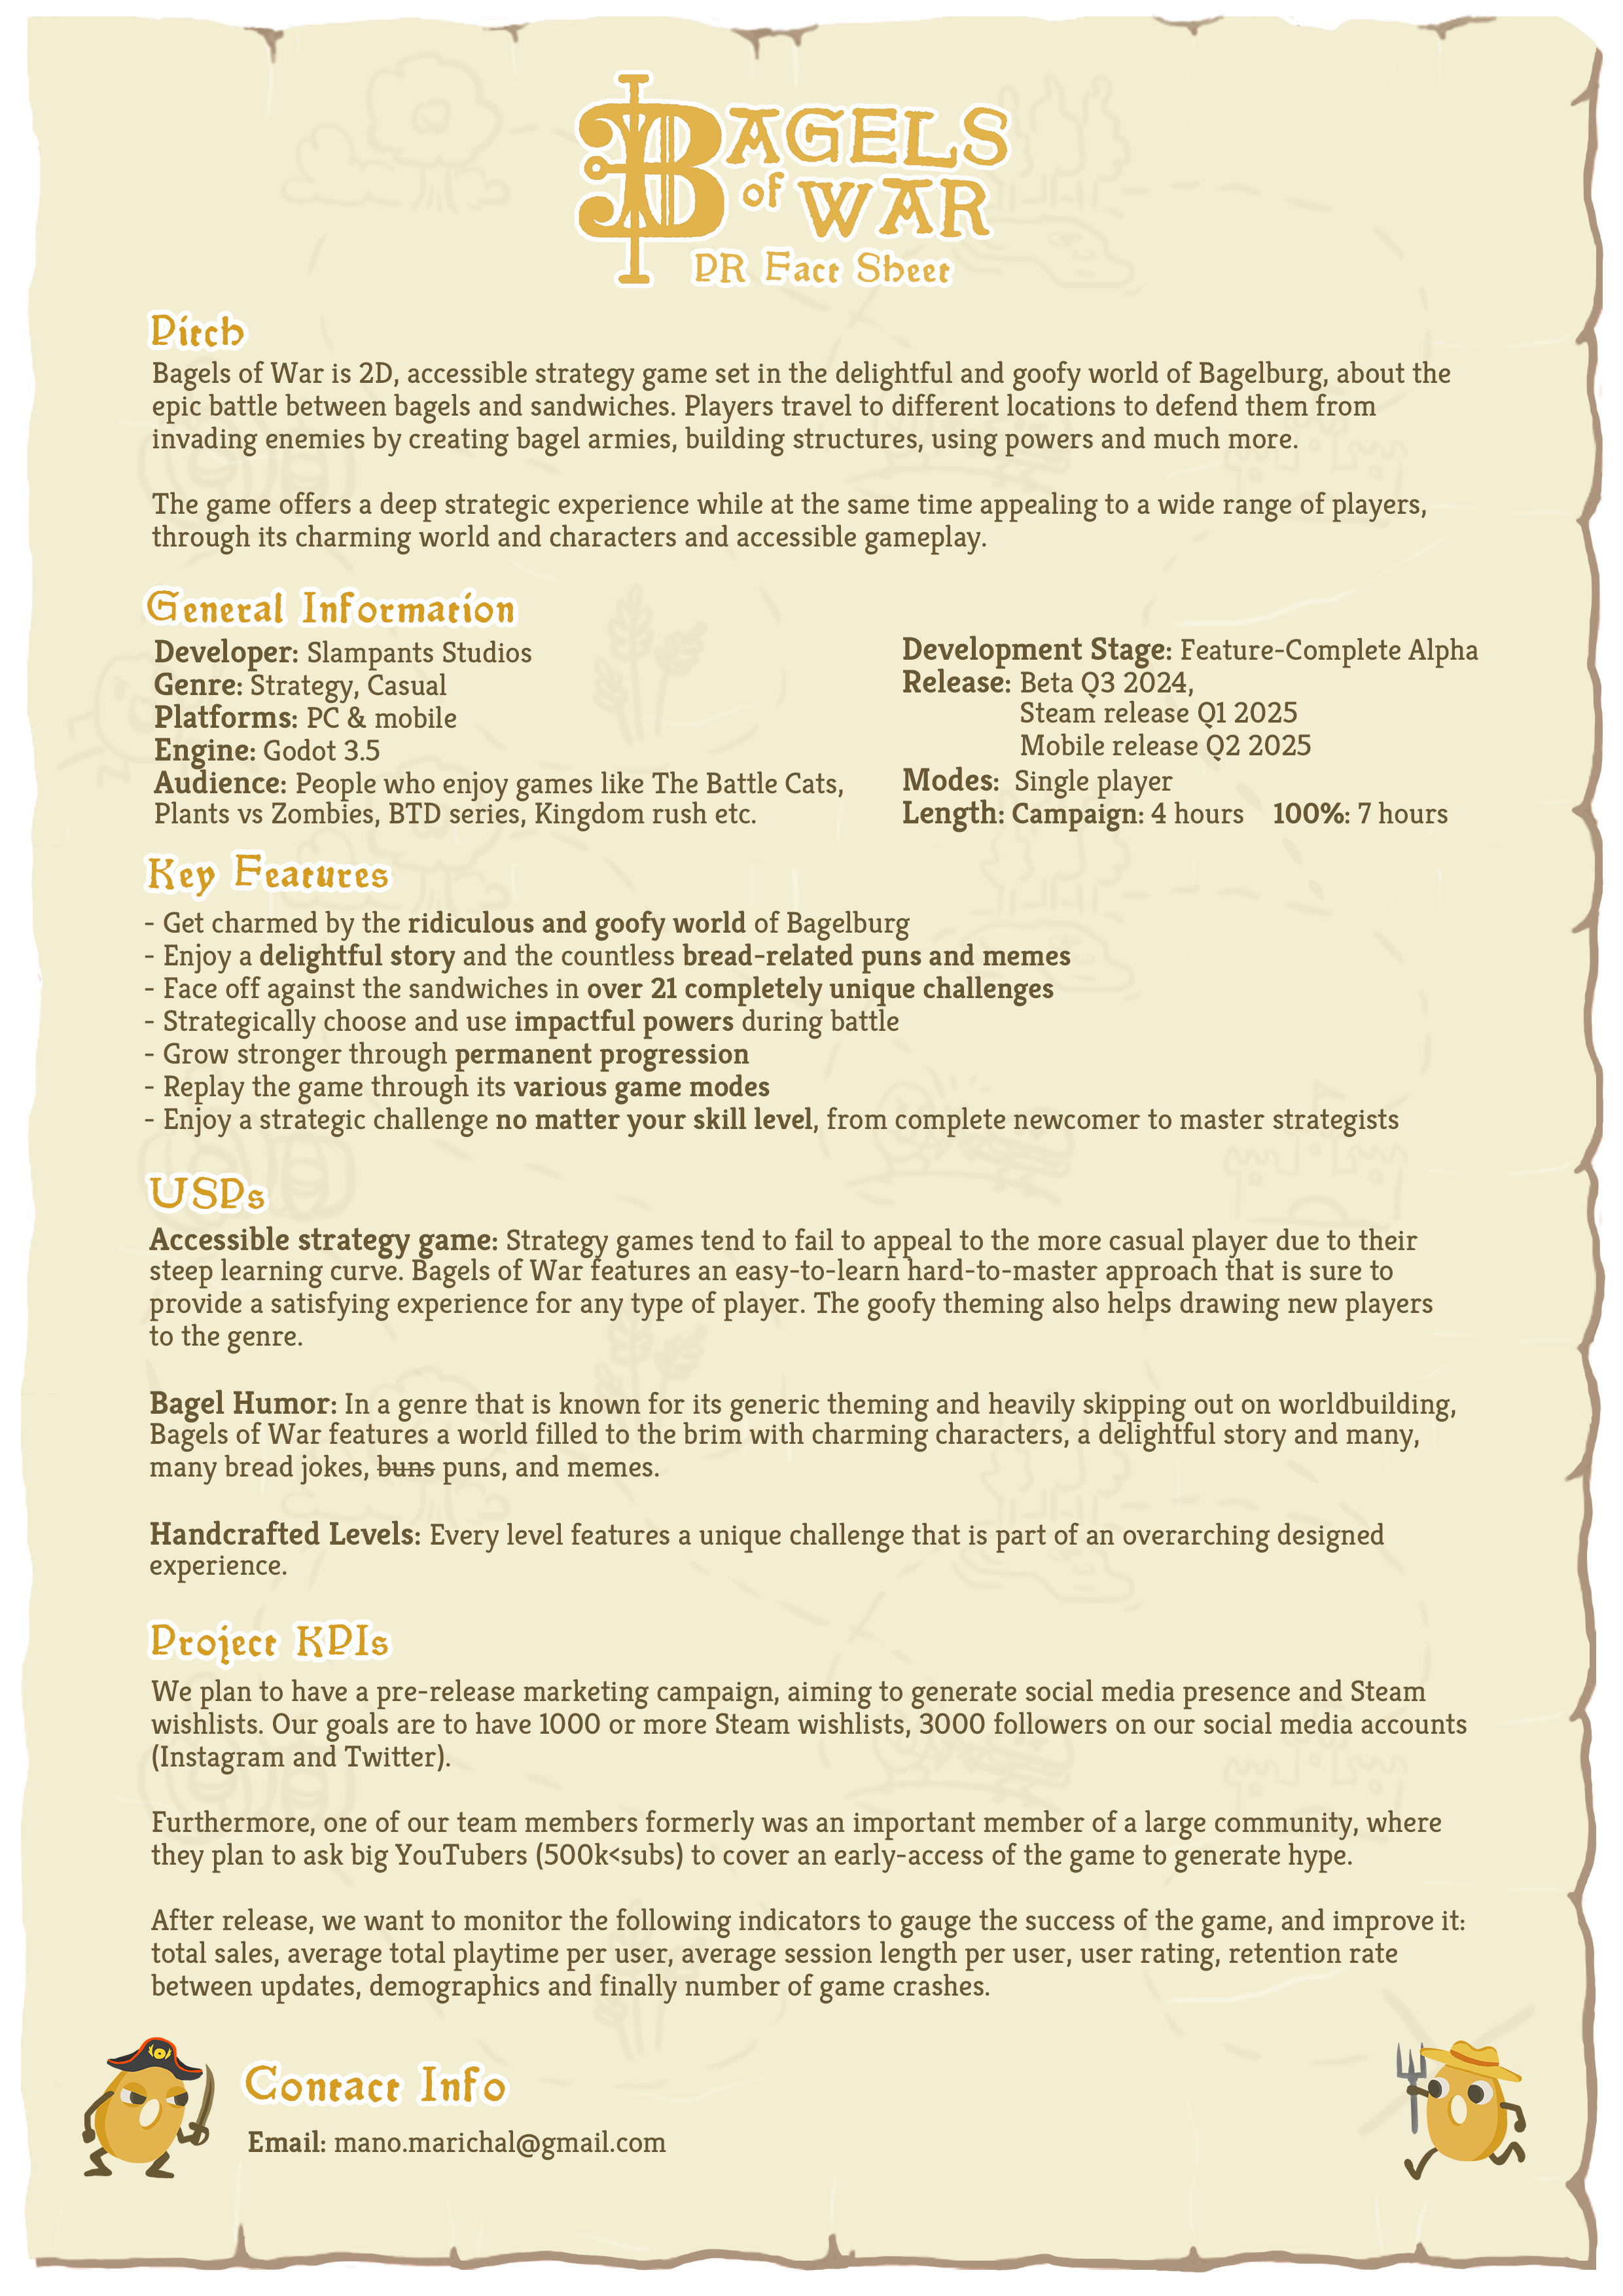 BAGELS
of WAR
PR Fact Sheet
Pitch
Bagels of War is 2D, accessible strategy game set in the delightful and goofy world of Bagelburg, about the
epic battle between bagels and sandwiches. Players travel to different locations to defend them from
invading enemies by creating bagel armies, building structures, using powers and much more.
The game offers a deep strategic experience while at the same time appealing to a wide range of players,
through its charming world and characters and accessible gameplay.
General Information
Developer: Slampants Studios
Genre: Strategy, Casual
Platforms: PC & mobile
Engine: Godot 3.5
Audience: People who enjoy games like The Battle Cats,
Plants vs Zombies, BTD series, Kingdom rush etc.
Development Stage: Feature-Complete Alpha
Release: Beta Q3 2024,
Steam release Q1 2025
Mobile release Q2 2025
Modes: Single player
Length: Campaign: 4 hours 100%: 7 hours
Key Features
- Get charmed by the ridiculous and goofy world of Bagelburg
- Enjoy a delightful story and the countless bread-related puns and memes
- Face off against the sandwiches in over 21 completely unique challenges
- Strategically choose and use impactful powers during battle
- Grow stronger through permanent progression
- Replay the game through its various game modes
- Enjoy a strategic challenge no matter your skill level, from complete newcomer to master strategists
USPs
Accessible strategy game: Strategy games tend to fail to appeal to the more casual player due to their
steep learning curve. Bagels of War features an easy-to-learn hard-to-master approach that is sure to
provide a satisfying experience for any type of player. The goofy theming also helps drawing new players
to the genre.
Bagel Humor: In a genre that is known for its generic theming and heavily skipping out on worldbuilding,
Bagels of War features a world filled to the brim with charming characters, a delightful story and many,
many bread jokes, buns puns, and memes.
Handcrafted Levels: Every level features a unique challenge that is part of an overarching designed
experience.
Project KPIs
We plan to have a pre-release marketing campaign, aiming to generate social media presence and Steam
wishlists. Our goals are to have 1000 or more Steam wishlists, 3000 followers on our social media accounts
(Instagram and Twitter).
Furthermore, one of our team members formerly was an important member of a large community, where
they plan to ask big YouTubers (500k<subs) to cover an early-access of the game to generate hype.
After release, we want to monitor the following indicators to gauge the success of the game, and improve it:
total sales, average total playtime per user, average session length per user, user rating, retention rate
between updates, demographics and finally number of game crashes.
Contact Info
Email: mano.marichal@gmail.com